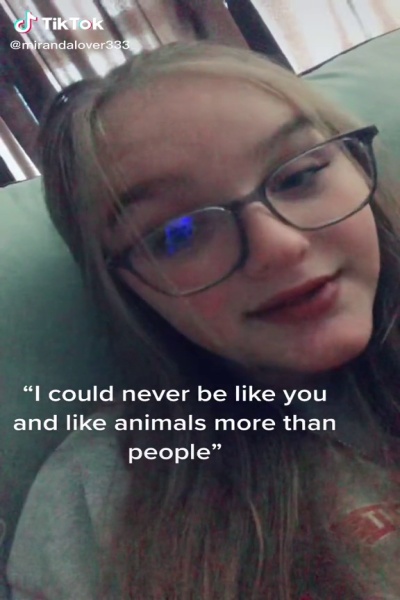 TikTok
@mirandalover333
“I could never be like you
and like animals more than
people”